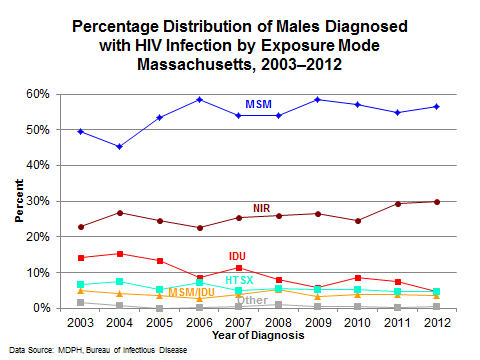 Percentage Distribution of Males Diagnosed
with HIV Infection by Exposure Mode
Massachusetts, 2003–2012
60%
50%
40%
30%
20%
10%
0%
Percent
MSM
NIR
IDU
HTSX
MSM/IDU
Other
2003 2004 2005 2006 2007 2008 2009 2010 2011 2012
Year of Diagnosis
Data Source: MDPH, Bureau of Infectious Disease